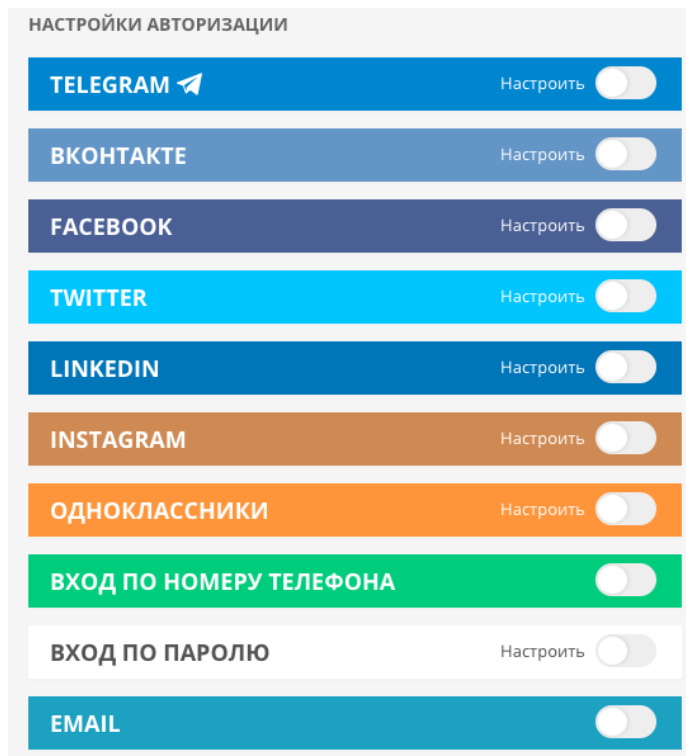 НАСТРОЙКИ АВТОРИЗАЦИИ
TELEGRAM Настроить
ВКОНТАКТЕ Настроить
FACEBOOK Настроить
TWITTER Настроить
LINKEDIN Настроить
INSTAGRAM Настроить
ОДНОКЛАССНИКИ Настроить
ВХОД ПО НОМЕРУ ТЕЛЕФОНА
ВХОД ПО ПАРОЛЮ Настроить
EMAIL